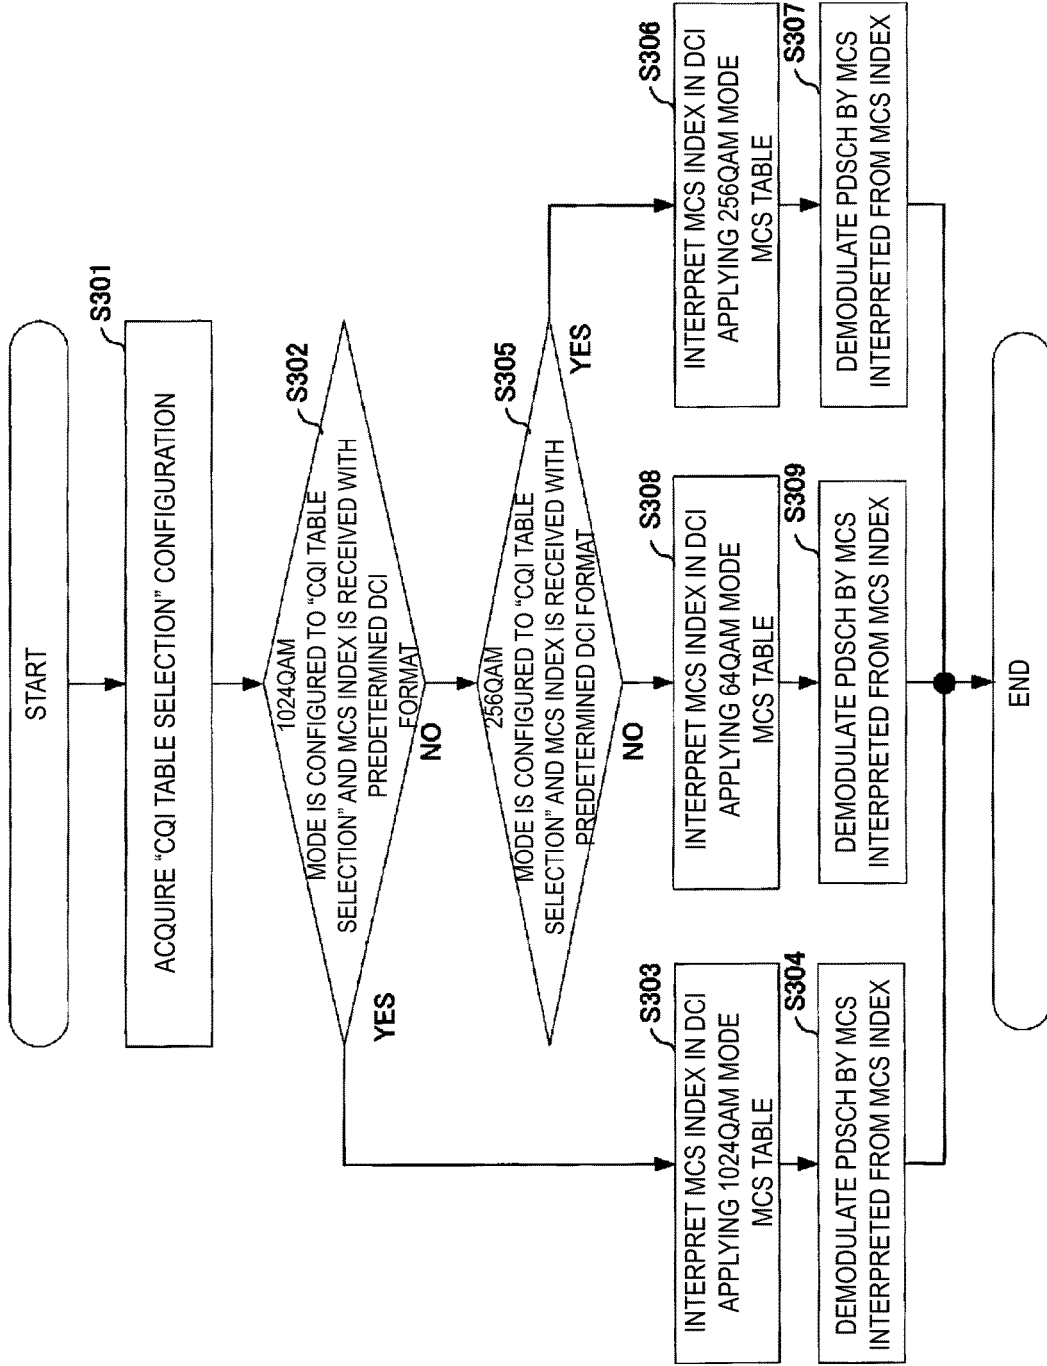 START
S301
ACQUIRE “CQI TABLE SELECTION” CONFIGURATION
S302
1024QAM
MODE IS CONFIGURED TO “CQI TABLE
SELECTION” AND MCS INDEX IS RECEIVED WITH
PREDETERMINED DCI
FORMAT
YES
NO
S305
256QAM
MODE IS CONFIGURED TO “CQI TABLE
SELECTION” AND MCS INDEX IS RECEIVED WITH
PREDETERMINED DCI FORMAT
YES
NO
S303
INTERPRET MCS INDEX IN DCI
APPLYING 1024QAM MODE
MCS TABLE
S304
DEMODULATE PDSCH BY MCS
INTERPRETED FROM MCS INDEX
S308
INTERPRET MCS INDEX IN DCI
APPLYING 64QAM MODE
MCS TABLE
S309
DEMODULATE PDSCH BY MCS
INTERPRETED FROM MCS INDEX
S306
INTERPRET MCS INDEX IN DCI
APPLYING 256QAM MODE
MCS TABLE
S307
DEMODULATE PDSCH BY MCS
INTERPRETED FROM MCS INDEX
END